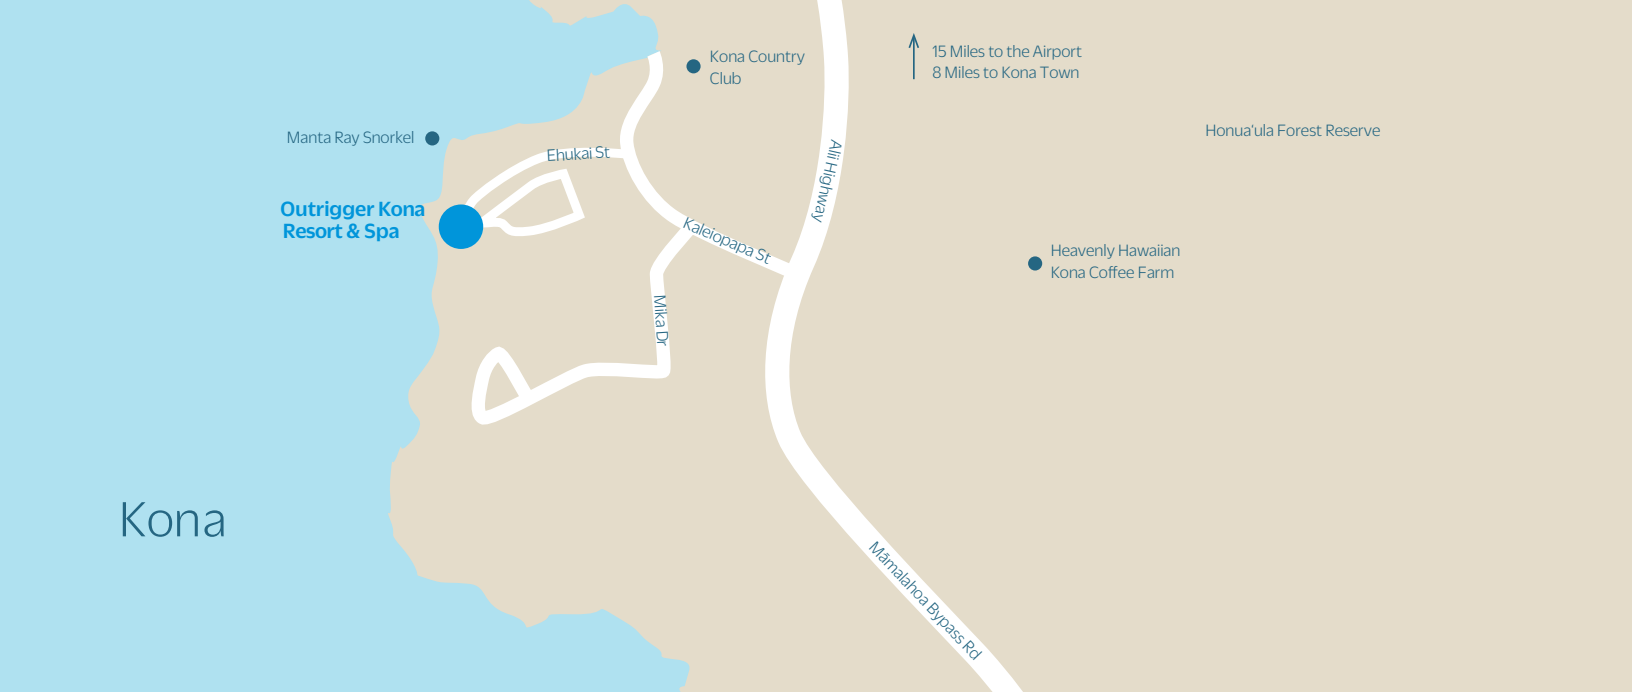 Kona Country
Club
15 Miles to the Airport
8 Miles to Kona Town
Honua'ula Forest Reserve
Manta Ray Snorkel
Ehukai St
Alii Highway
Outrigger Kona
Resort & Spa
Kaleiopapa St
Heavenly Hawaiian
Kona Coffee Farm
Mika Dr
Kona
Māmalahoa Bypass Rd